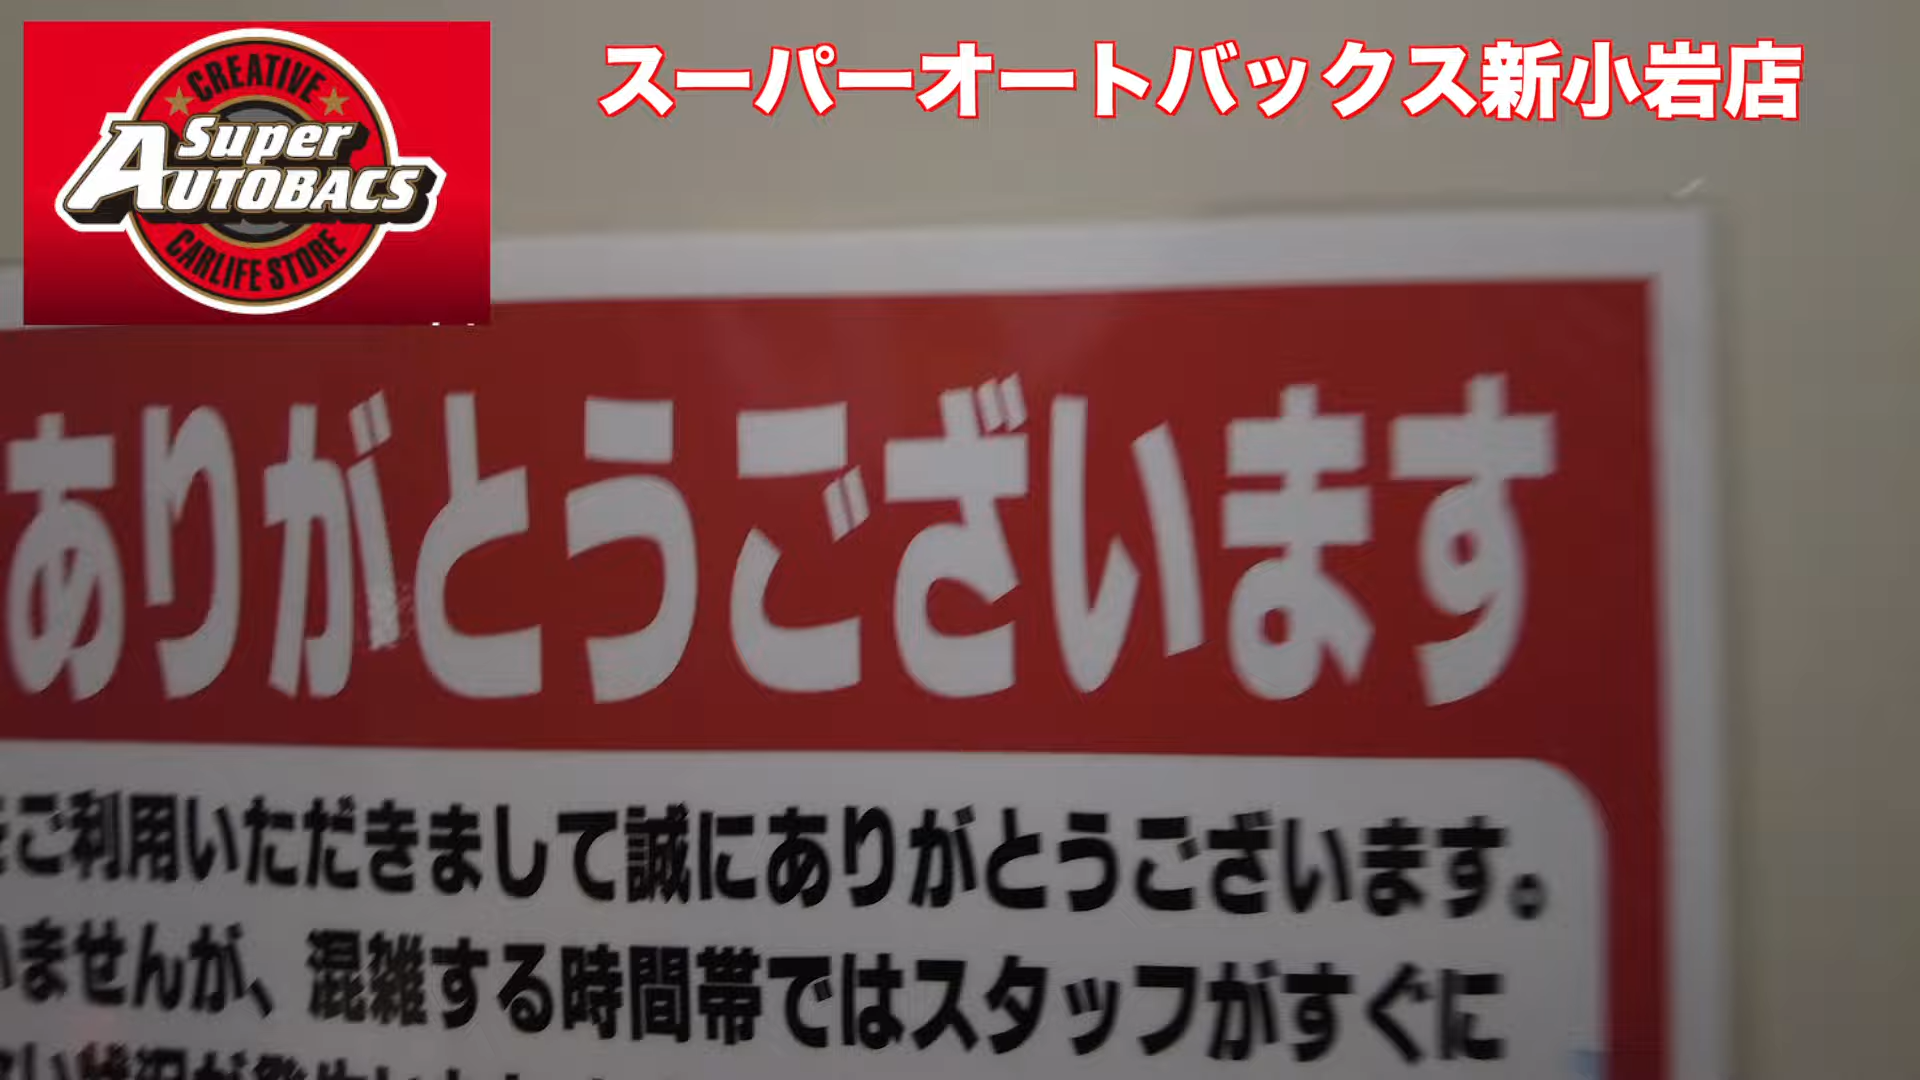 CREATIVE
Super
AUTOBACS
CARLIFE STORE
スーパーオートバックス新小岩店
ありがとうございます
をご利用いただきまして誠にありがとうございます。
いませんが、混雑する時間帯ではスタッフがすぐに